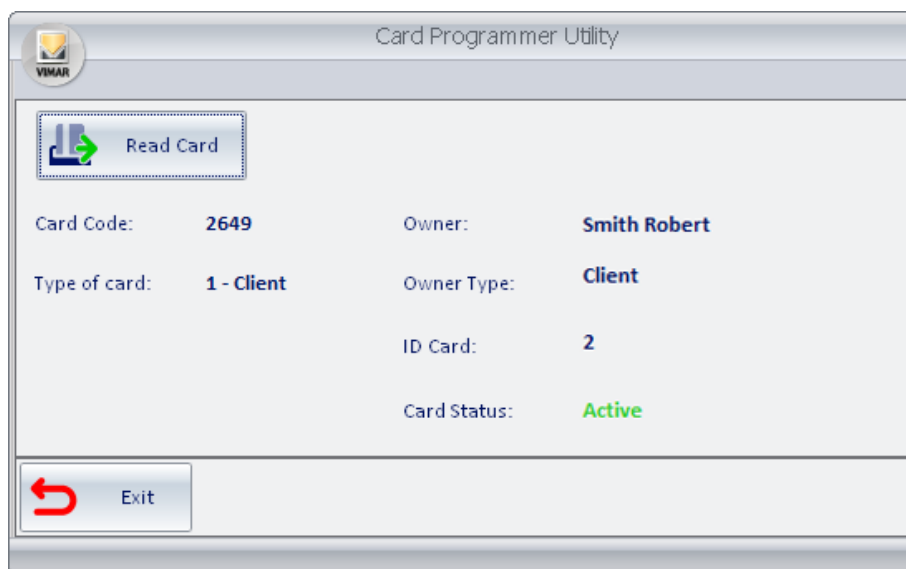 Card Programmer Utility
VIMAR
Read Card
Card Code: 2649 Owner: Smith Robert
Type of card: 1 - Client Owner Type: Client
ID Card: 2
Card Status: Active
Exit